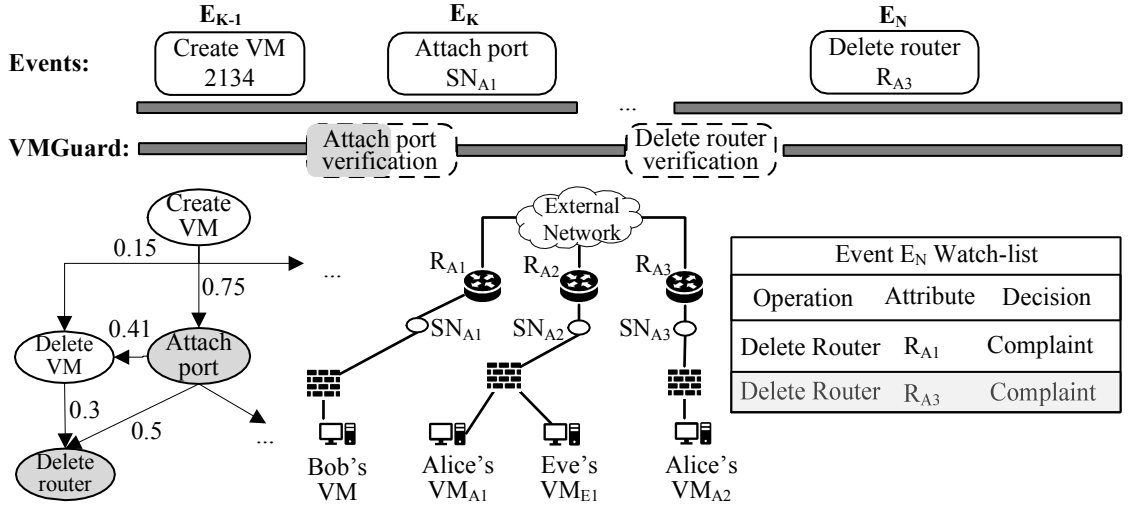 E_{K-1} E_K E_N
Events:
Create VM
2134
Attach port
SN_{A1}
...
Delete router
R_{A3}
VMGuard:
Attach port
verification
Delete router
verification
Create
VM
0.15
...
0.75
0.41
Delete
VM
Attach
port
0.3
0.5
...
Delete
router
External
Network
R_{A1} R_{A2} R_{A3}
SN_{A1} SN_{A2} SN_{A3}
Bob's
VM
Alice's
VM_{A1}
Eve's
VM_{E1}
Alice's
VM_{A2}
Event E_N Watch-list
Operation Attribute Decision
Delete Router R_{A1} Complaint
Delete Router R_{A3} Complaint